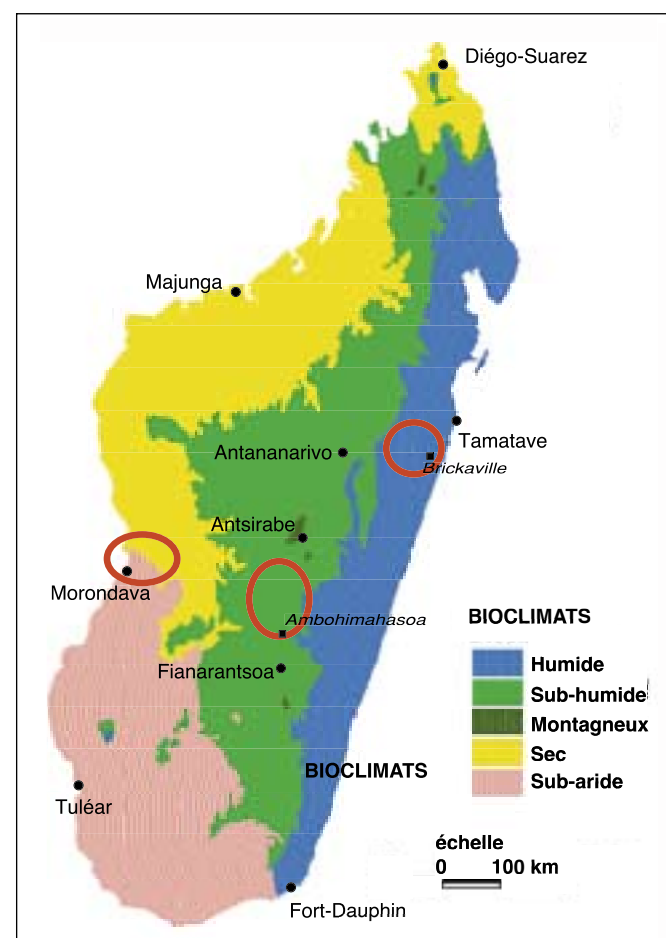 Diégo-Suarez
Majunga
Tamatave
Antananarivo
Brickaville
Antsirabe
Morondava
Ambohimahasoa
BIOCLIMATS
Humide
Fianarantsoa
Sub-humide
Montagneux
Sec
BIOCLIMATS
Sub-aride
Tuléar
échelle
0 100 km
Fort-Dauphin